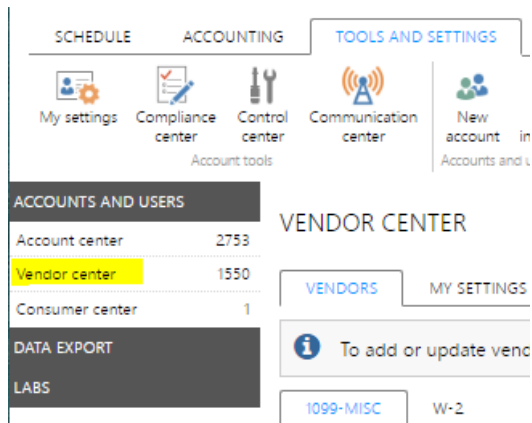 SCHEDULE ACCOUNTING TOOLS AND SETTINGS
My settings Compliance center Control center Communication center New account
Account tools Accounts and
ACCOUNTS AND USERS
Account center 2753
Vendor center 1550
Consumer center 1
DATA EXPORT
LABS
VENDOR CENTER
VENDORS MY SETTINGS
To add or update
1099-MISC W-2